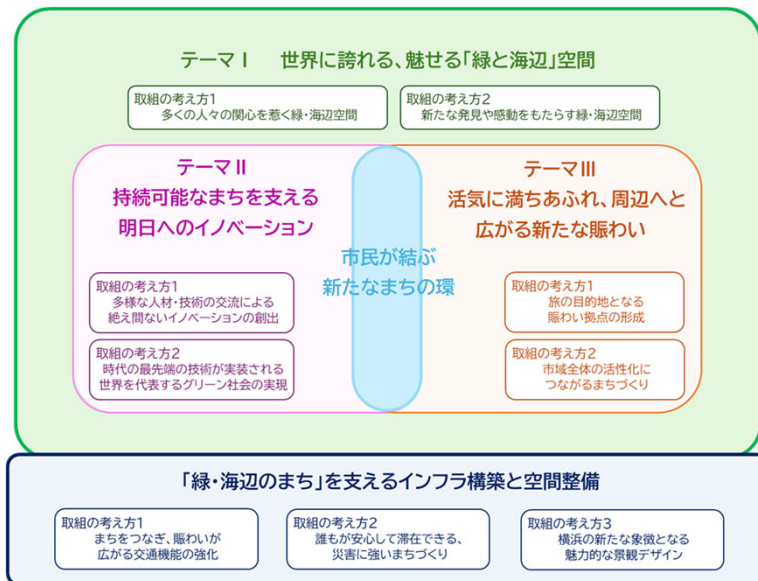 テーマⅠ 世界に誇れる、魅せる「緑と海辺」空間
取組の考え方1
多くの人々の関心を惹く緑・海辺空間
取組の考え方2
新たな発見や感動をもたらす緑・海辺空間
テーマⅡ
持続可能なまちを支える
明日へのイノベーション
取組の考え方1
多様な人材・技術の交流による
絶え間ないイノベーションの創出
取組の考え方2
時代の最先端の技術が実装される
世界を代表するグリーン社会の実現
市民が結ぶ
新たなまちの環
テーマⅢ
活気に満ちあふれ、周辺へと
広がる新たな賑わい
取組の考え方1
旅の目的地となる
賑わい拠点の形成
取組の考え方2
市域全体の活性化に
つながるまちづくり
「緑・海辺のまち」を支えるインフラ構築と空間整備
取組の考え方1
まちをつなぎ、賑わいが
広がる交通機能の強化
取組の考え方2
誰もが安心して滞在できる、
災害に強いまちづくり
取組の考え方3
横浜の新たな象徴となる
魅力的な景観デザイン